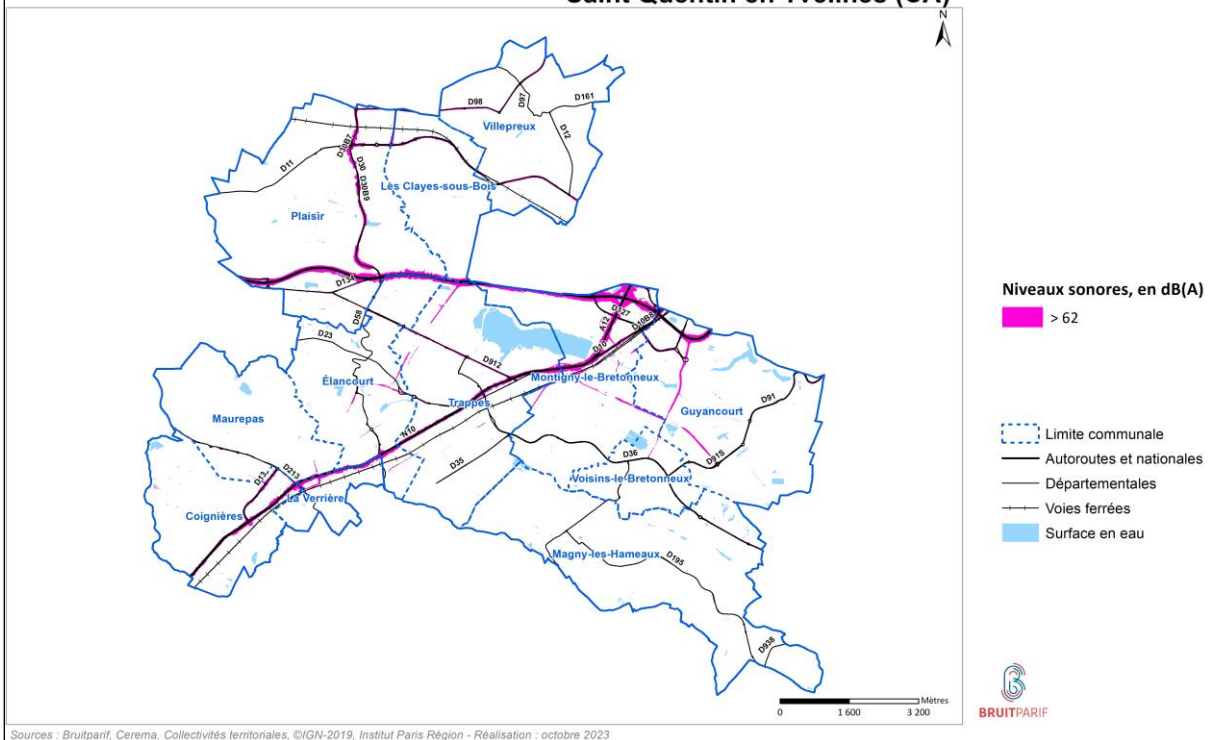 Saint-Quentin-en-Yvelines (CA)
N
D98
D97
D161
Villepreux
D12
D30B7
D11
D30
D30B9
Les Clayes-sous-Bois
Plaisir
D134
D127
A12
D10B8
D58
D10
D23
D912
Élancourt
Montigny-le-Bretonneux
Trappes
Guyancourt
D91
Maurepas
N10
D36
D91S
D35
D213
D13
Voisins-le-Bretonneux
La Verrière
Coignières
Magny-les-Hameaux
D195
D938
Mètres
0 1 600 3 200
Niveaux sonores, en dB(A)
> 62
Limite communale
Autoroutes et nationales
Départementales
Voies ferrées
Surface en eau
BRUITPARIF
Sources : Bruitparif, Cerema, Collectivités territoriales, ©IGN-2019, Institut Paris Région - Réalisation : octobre 2023